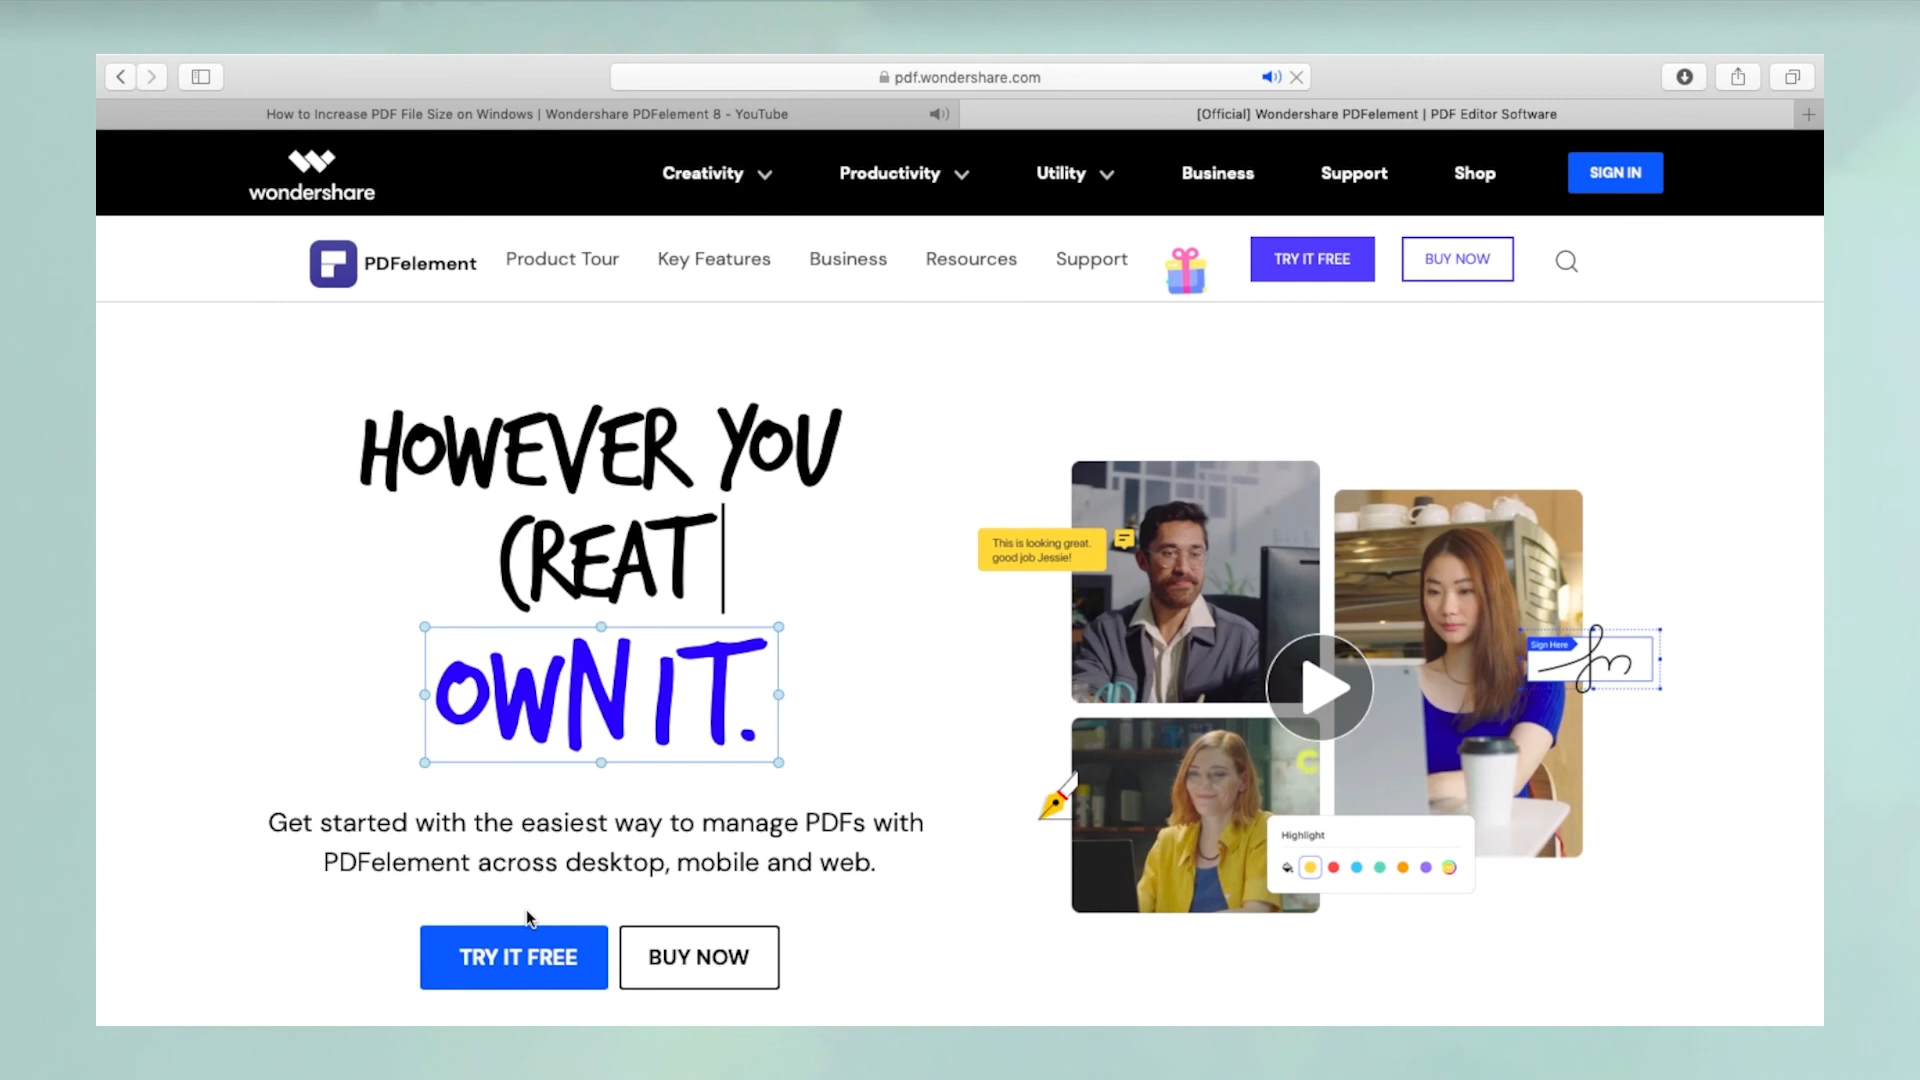 pdf.wondershare.com
How to Increase PDF File Size on Windows | Wondershare PDFelement 8 - YouTube
[Official] Wondershare PDFelement | PDF Editor Software
wondershare
Creativity
Productivity
Utility
Business
Support
Shop
SIGN IN
PDFelement
Product Tour
Key Features
Business
Resources
Support
TRY IT FREE
BUY NOW
HOWEVER YOU
CREAT
OWN IT.
Get started with the easiest way to manage PDFs with
PDFelement across desktop, mobile and web.
TRY IT FREE
BUY NOW
This is looking great.
good job Jessie!
Sign Here
Highlight